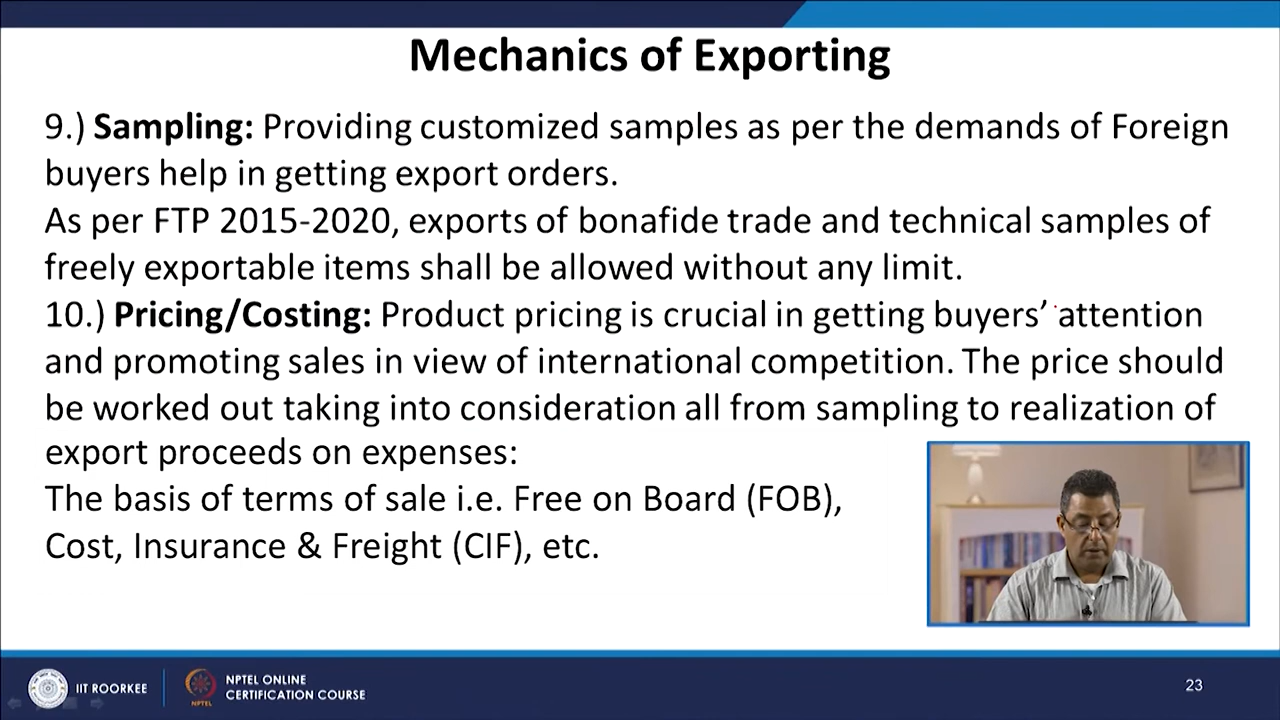 Mechanics of Exporting
9.) Sampling: Providing customized samples as per the demands of Foreign
buyers help in getting export orders.
As per FTP 2015-2020, exports of bonafide trade and technical samples of
freely exportable items shall be allowed without any limit.
10.) Pricing/Costing: Product pricing is crucial in getting buyers’ attention
and promoting sales in view of international competition. The price should
be worked out taking into consideration all from sampling to realization of
export proceeds on expenses:
The basis of terms of sale i.e. Free on Board (FOB),
Cost, Insurance & Freight (CIF), etc.
IIT ROORKEE
NPTEL
NPTEL ONLINE
CERTIFICATION COURSE
23